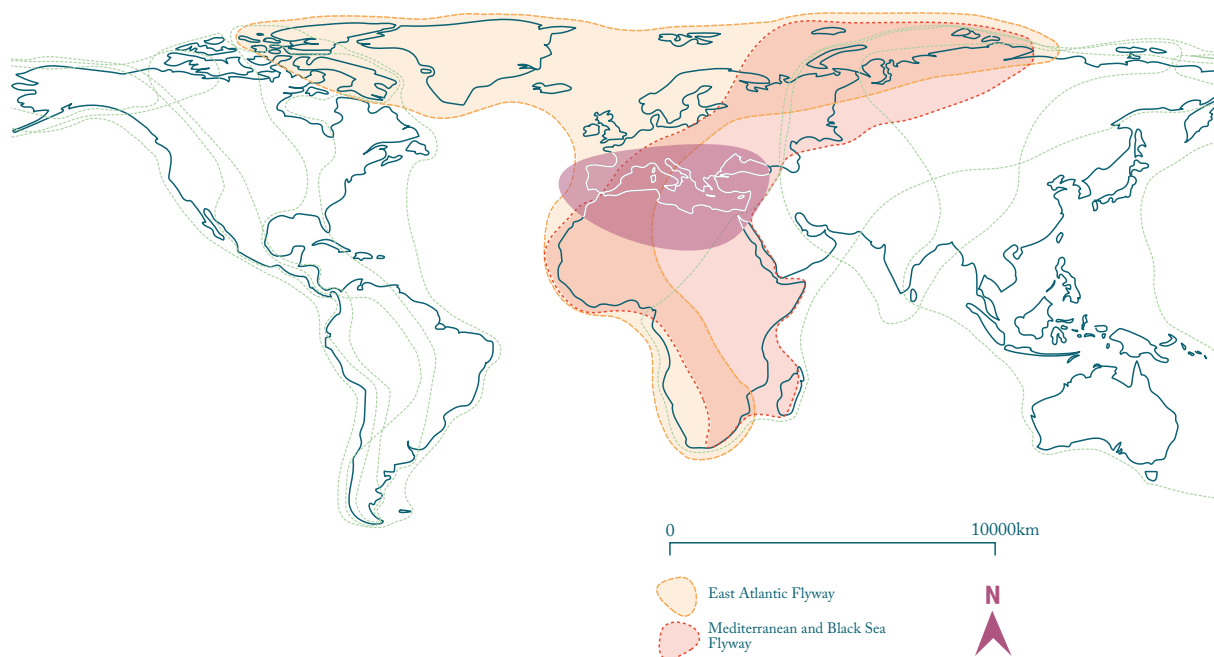 0 10000km
East Atlantic Flyway
N
Mediterranean and Black Sea
Flyway